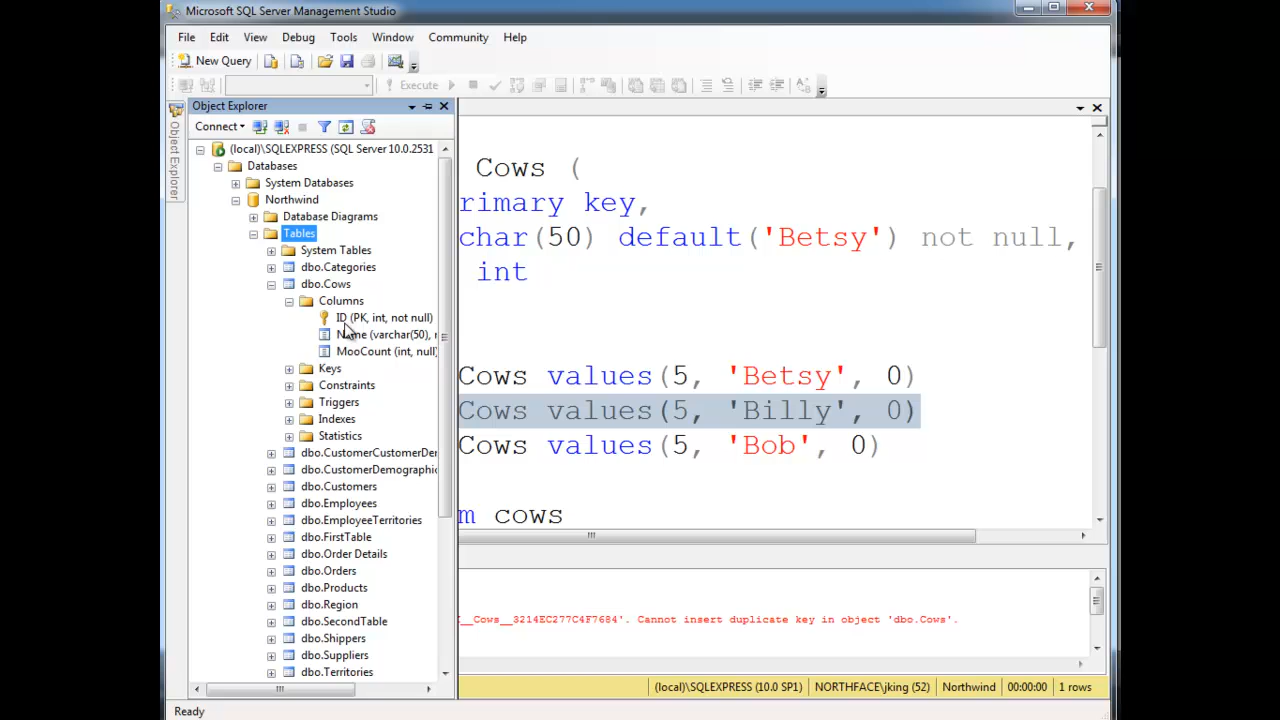 Microsoft SQL Server Management Studio
File Edit View Debug Tools Window Community Help
New Query
Execute
Object Explorer
Object Explorer
Connect
(local)\SQLEXPRESS (SQL Server 10.0.2531
Databases
System Databases
Northwind
Database Diagrams
Tables
System Tables
dbo.Categories
dbo.Cows
Columns
ID (PK, int, not null)
Name (varchar(50), n
MooCount (int, null)
Keys
Constraints
Triggers
Indexes
Statistics
dbo.CustomerCustomerDer
dbo.CustomerDemographic
dbo.Customers
dbo.Employees
dbo.EmployeeTerritories
dbo.FirstTable
dbo.Order Details
dbo.Orders
dbo.Products
dbo.Region
dbo.SecondTable
dbo.Shippers
dbo.Suppliers
dbo.Territories
Cows (
rimary key,
char(50) default('Betsy') not null,
int
Cows values(5, 'Betsy', 0)
Cows values(5, 'Billy', 0)
Cows values(5, 'Bob', 0)
m cows
__Cows__3214EC277C4F7684'. Cannot insert duplicate key in object 'dbo.Cows'.
(local)\SQLEXPRESS (10.0 SP1) NORTHFACE\jking (52) Northwind 00:00:00 1 rows
Ready